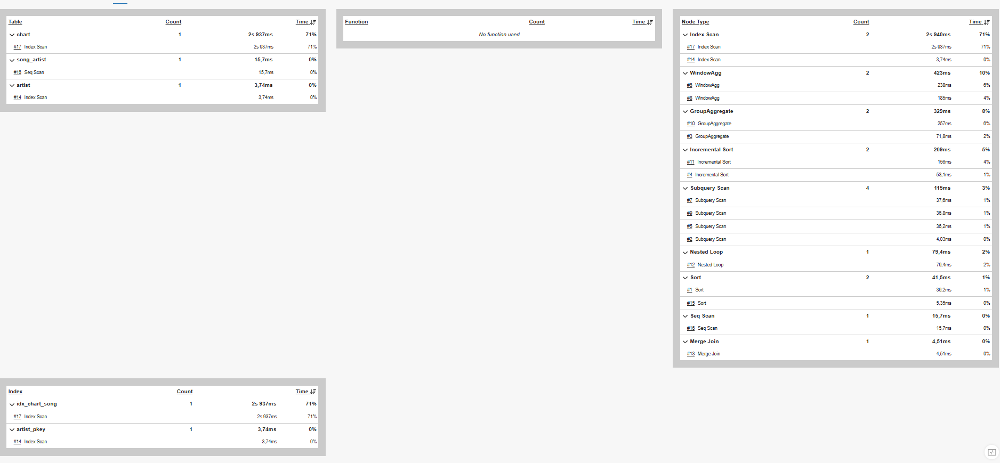 Table Count Time
chart 1 2s 937ms 71%
#17 Index Scan 2s 937ms 71%
song_artist 1 15,7ms 0%
#16 Seq Scan 15,7ms 0%
artist 1 3,74ms 0%
#14 Index Scan 3,74ms 0%
Function Count Time
No function used
Node Type Count Time
Index Scan 2 2s 940ms 71%
#17 Index Scan 2s 937ms 71%
#14 Index Scan 3,74ms 0%
WindowAgg 2 423ms 10%
#6 WindowAgg 238ms 6%
#8 WindowAgg 185ms 4%
GroupAggregate 2 329ms 8%
#10 GroupAggregate 257ms 6%
#3 GroupAggregate 71,8ms 2%
Incremental Sort 2 209ms 5%
#11 Incremental Sort 156ms 4%
#4 Incremental Sort 53,1ms 1%
Subquery Scan 4 115ms 3%
#7 Subquery Scan 37,6ms 1%
#9 Subquery Scan 36,8ms 1%
#5 Subquery Scan 36,2ms 1%
#2 Subquery Scan 4,03ms 0%
Nested Loop 1 79,4ms 2%
#12 Nested Loop 79,4ms 2%
Sort 2 41,5ms 1%
#1 Sort 36,2ms 1%
#15 Sort 5,35ms 0%
Seq Scan 1 15,7ms 0%
#16 Seq Scan 15,7ms 0%
Merge Join 1 4,51ms 0%
#13 Merge Join 4,51ms 0%
Index Count Time
idx_chart_song 1 2s 937ms 71%
#17 Index Scan 2s 937ms 71%
artist_pkey 1 3,74ms 0%
#14 Index Scan 3,74ms 0%